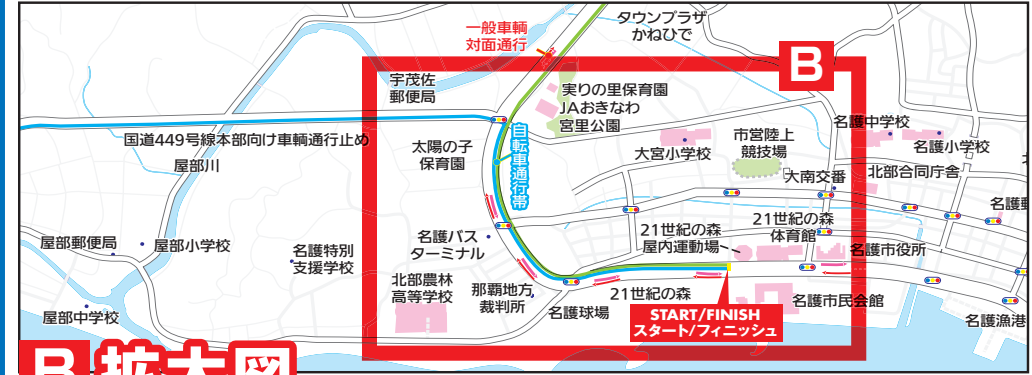 一般車輌
対面通行
タウンプラザ
かねひで
B
宇茂佐
郵便局
実りの里保育園
JAおきなわ
宮里公園
国道449号線本部向け車輌通行止め
屋部川
太陽の子
保育園
自転車通行帯
大宮小学校
市営陸上
競技場
名護中学校
名護小学校
大南交番
北部合同庁舎
屋部郵便局
屋部小学校
名護特別
支援学校
名護バス
ターミナル
21世紀の森
屋内運動場
21世紀の森
体育館
名護市役所
北部農林
高等学校
那覇地方
裁判所
名護球場
21世紀の森
START/FINISH
スタート/フィニッシュ
名護市民会館
名護漁港
屋部中学校
B 拡大図